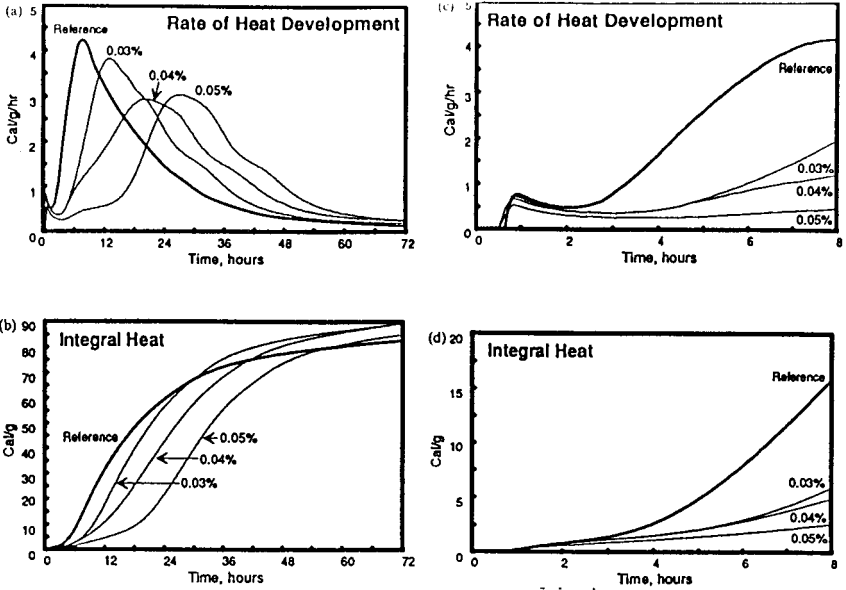 (a)
Rate of Heat Development
Reference
0.03%
0.04%
0.05%
Cal/g/hr
5
4
3
2
1
0
0 12 24 36 48 60 72
Time, hours
(c)
Rate of Heat Development
Reference
0.03%
0.04%
0.05%
Cal/g/hr
5
4
3
2
1
0
0 2 4 6 8
Time, hours
(b)
Integral Heat
Reference
0.05%
0.04%
0.03%
Cal/g
90
80
70
60
50
40
30
20
10
0
0 12 24 36 48 60 72
Time, hours
(d)
Integral Heat
Reference
0.03%
0.04%
0.05%
Cal/g
20
15
10
5
0
2 4 6 8
Time, hours